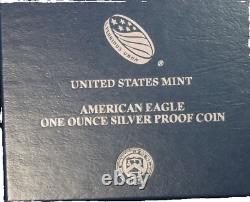 UNITED STATES MINT
AMERICAN EAGLE
ONE OUNCE SILVER PROOF COIN